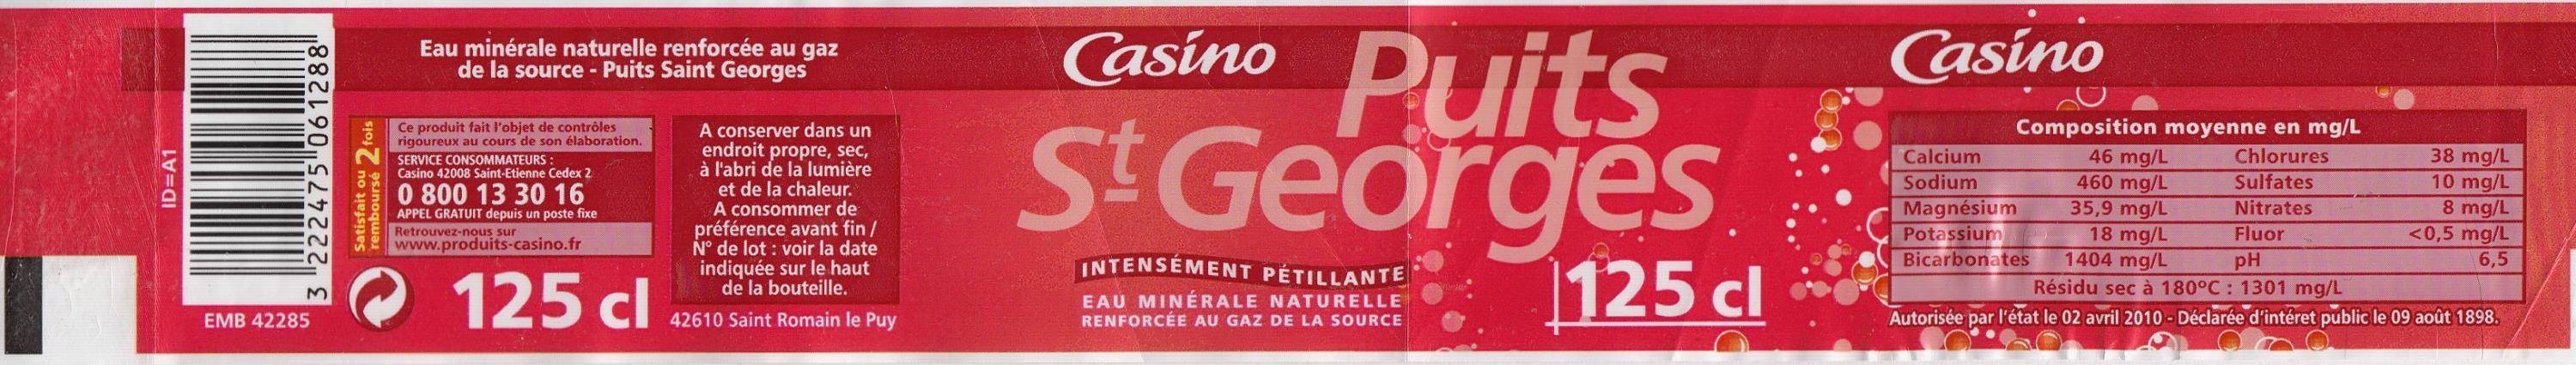 ID=A1
3 222475 061288
EMB 42285
Eau minérale naturelle renforcée au gaz
de la source - Puits Saint Georges
Satisfait ou 2 fois
remboursé
Ce produit fait l'objet de contrôles
rigoureux au cours de son élaboration.
SERVICE CONSOMMATEURS :
Casino 42008 Saint-Etienne Cedex 2
0 800 13 30 16
APPEL GRATUIT depuis un poste fixe
Retrouvez-nous sur
www.produits-casino.fr
125 cl
A conserver dans un
endroit propre, sec,
à l'abri de la lumière
et de la chaleur.
A consommer de
préférence avant fin /
N° de lot : voir la date
indiquée sur le haut
de la bouteille.
42610 Saint Romain le Puy
Casino
Puits
St Georges
INTENSÉMENT PÉTILLANTE
EAU MINÉRALE NATURELLE
RENFORCÉE AU GAZ DE LA SOURCE
125 cl
Casino
Composition moyenne en mg/L
Calcium 46 mg/L Chlorures 38 mg/L
Sodium 460 mg/L Sulfates 10 mg/L
Magnésium 35,9 mg/L Nitrates 8 mg/L
Potassium 18 mg/L Fluor <0,5 mg/L
Bicarbonates 1404 mg/L pH 6,5
Résidu sec à 180°C : 1301 mg/L
Autorisée par l'état le 02 avril 2010 - Déclarée d'intéret public le 09 août 1898.